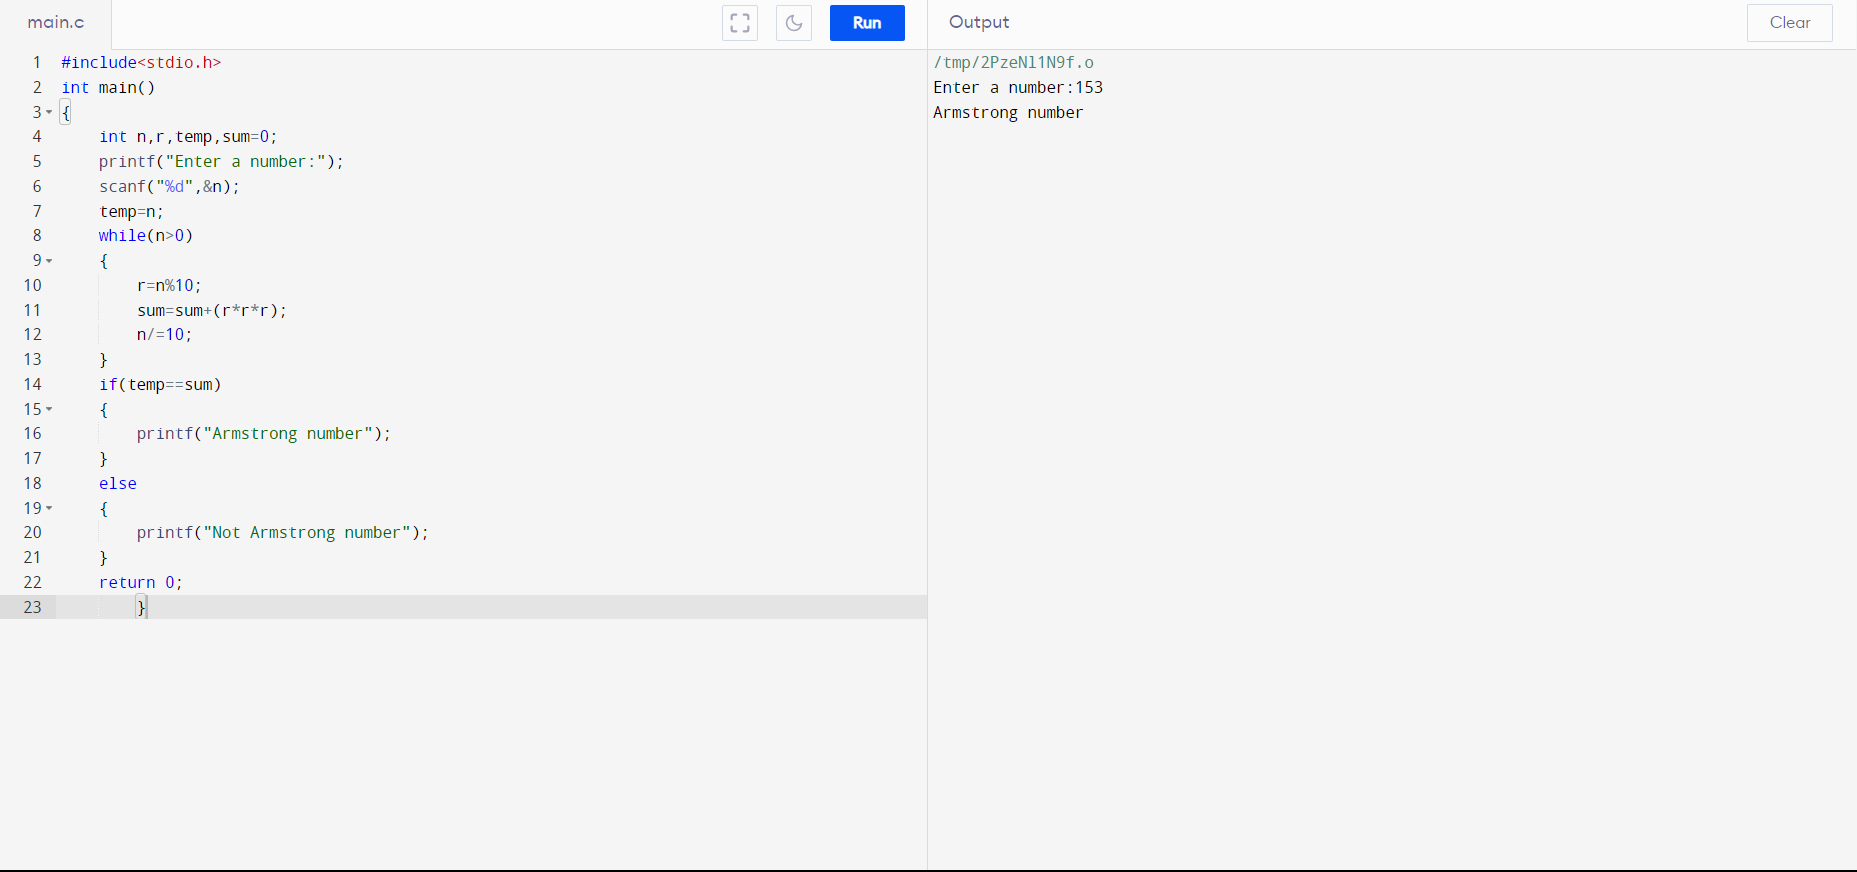 main.c
Run
Output
Clear
1 #include<stdio.h>
2 int main()
3 {
4     int n,r,temp,sum=0;
5     printf("Enter a number:");
6     scanf("%d",&n);
7     temp=n;
8     while(n>0)
9     {
10         r=n%10;
11         sum=sum+(r*r*r);
12         n/=10;
13     }
14     if(temp==sum)
15     {
16         printf("Armstrong number");
17     }
18     else
19     {
20         printf("Not Armstrong number");
21     }
22     return 0;
23         }
/tmp/2PzeNl1N9f.o
Enter a number:153
Armstrong number